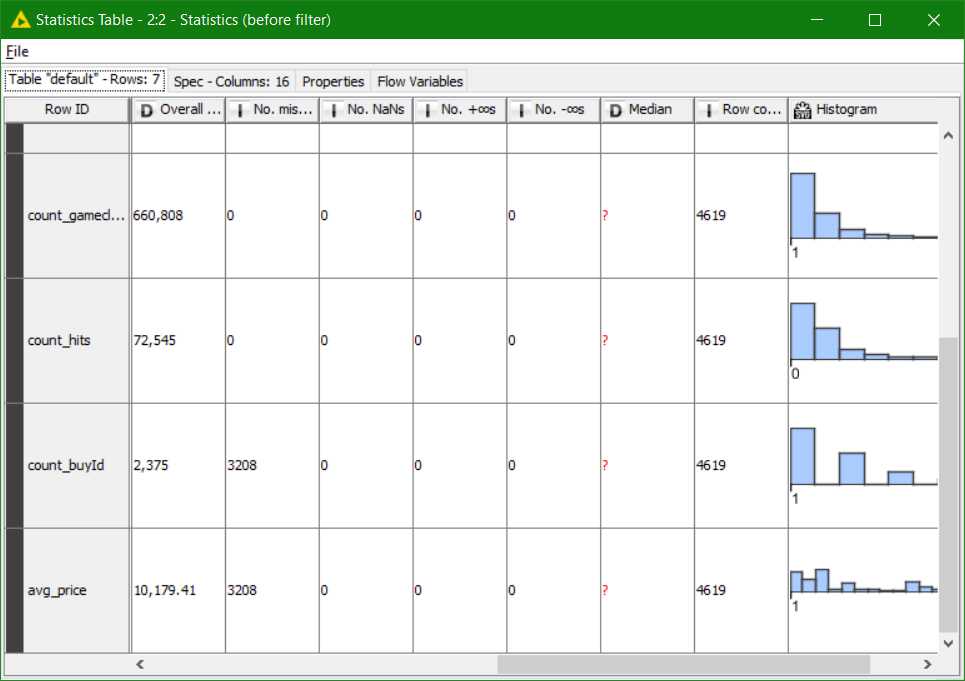 Statistics Table - 2:2 - Statistics (before filter)
File
Table "default" - Rows: 7 Spec - Columns: 16 Properties Flow Variables
Row ID D Overall ... I No. mis... I No. NaNs I No. +∞s I No. -∞s D Median I Row co... Histogram
count_gamecl... 660,808 0 0 0 0 ? 4619
1
count_hits 72,545 0 0 0 0 ? 4619
0
count_buyId 2,375 3208 0 0 0 ? 4619
1
avg_price 10,179.41 3208 0 0 0 ? 4619
1